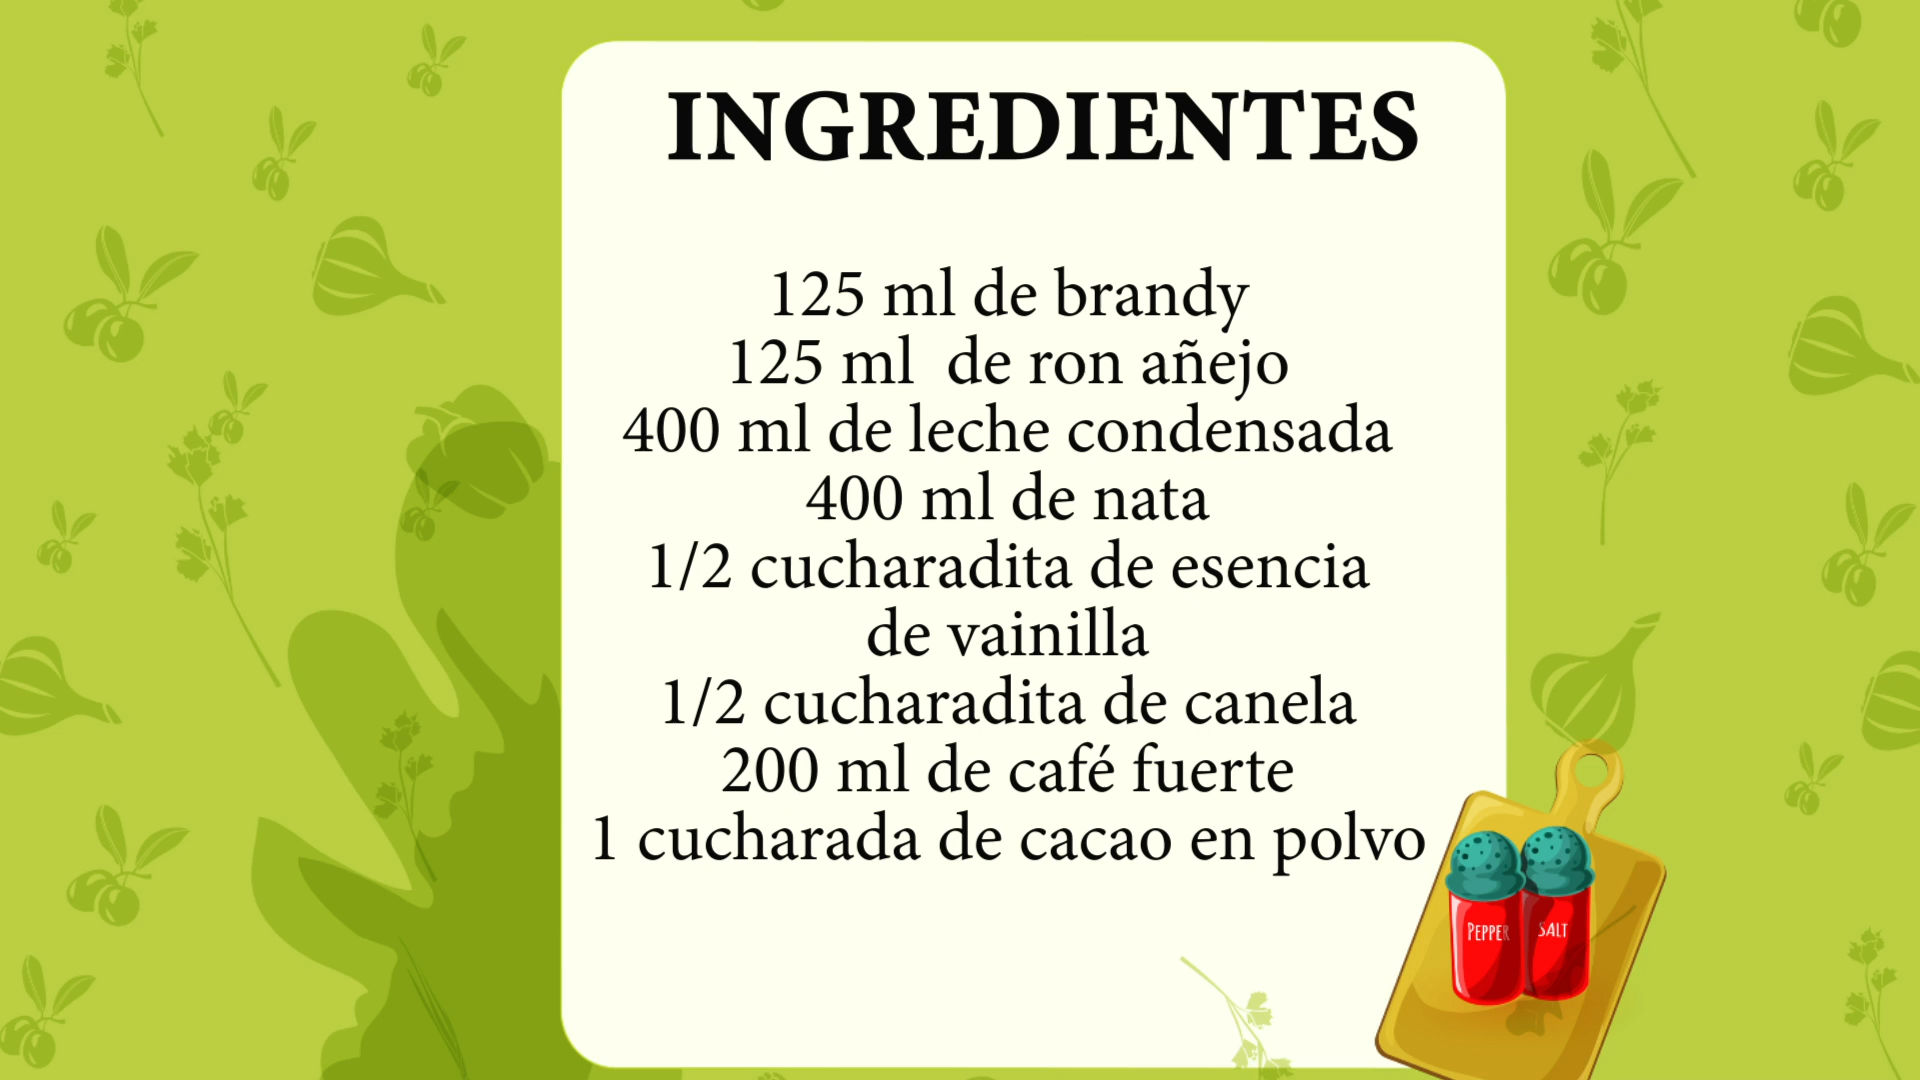 INGREDIENTES
125 ml de brandy
125 ml  de ron añejo
400 ml de leche condensada
400 ml de nata
1/2 cucharadita de esencia
de vainilla
1/2 cucharadita de canela
200 ml de café fuerte
1 cucharada de cacao en polvo
PEPPER SALT